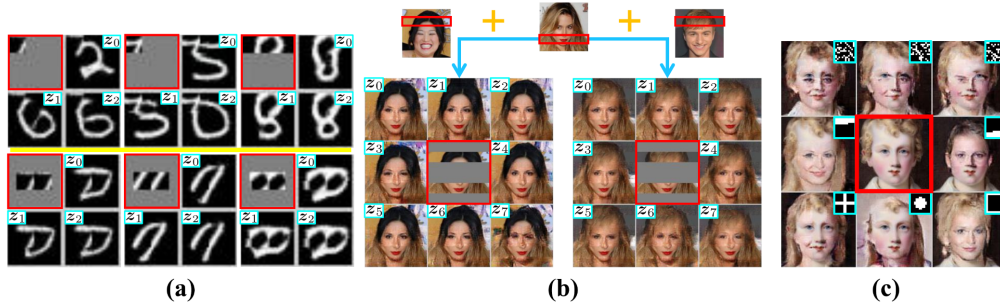 + +
z0 z0 z0
z1 z2 z1 z2 z1 z2
z0 z0 z0
z1 z2 z1 z2 z1 z2
(a)
z0 z1 z2
z3 z4
z5 z6 z7
z0 z1 z2
z3 z4
z5 z6 z7
(b)
(c)